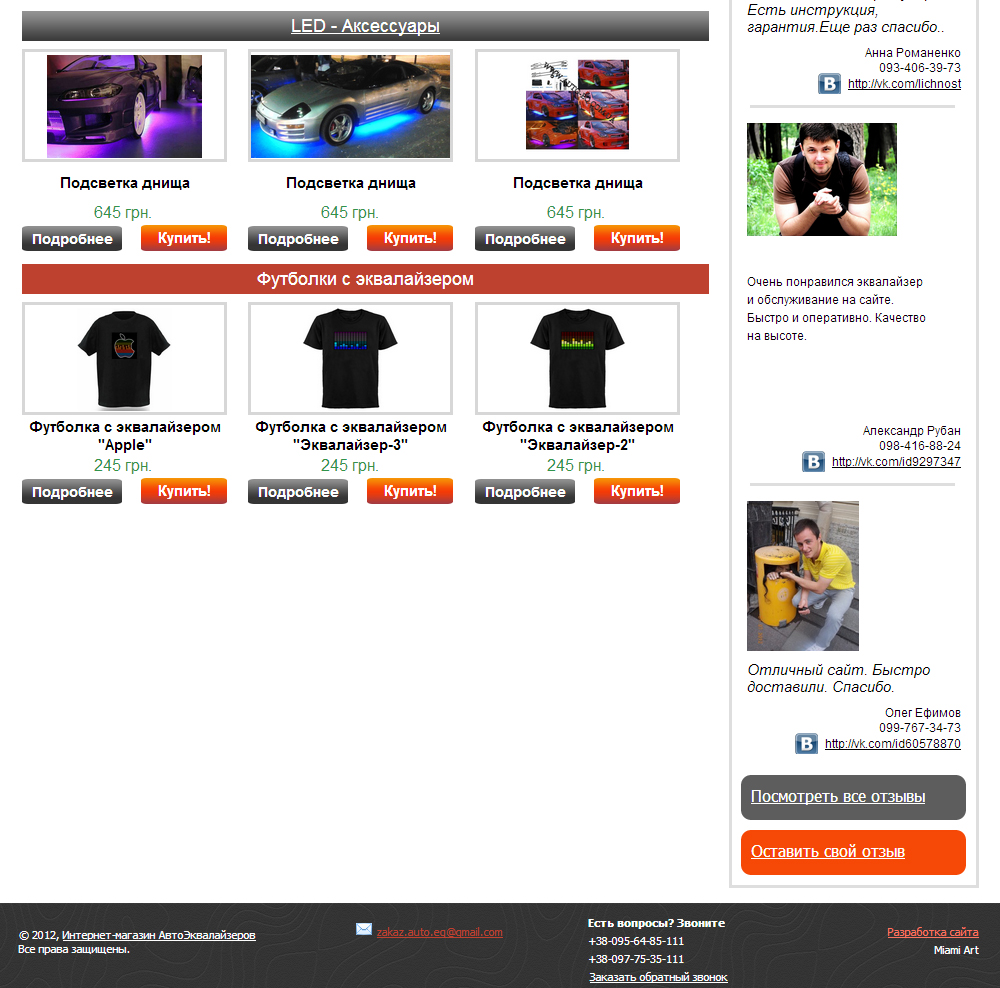 LED - Аксессуары
Подсветка днища
Подсветка днища
Подсветка днища
645 грн.
645 грн.
645 грн.
Подробнее
Купить!
Подробнее
Купить!
Подробнее
Купить!
Футболки с эквалайзером
Футболка с эквалайзером
"Apple"
Футболка с эквалайзером
"Эквалайзер-3"
Футболка с эквалайзером
"Эквалайзер-2"
245 грн.
245 грн.
245 грн.
Подробнее
Купить!
Подробнее
Купить!
Подробнее
Купить!
Есть инструкция,
гарантия.Еще раз спасибо..
Анна Романенко
093-406-39-73
В
http://vk.com/lichnost
Очень понравился эквалайзер
и обслуживание на сайте.
Быстро и оперативно. Качество
на высоте.
Александр Рубан
098-416-88-24
В
http://vk.com/id9297347
Отличный сайт. Быстро
доставили. Спасибо.
Олег Ефимов
099-767-34-73
В
http://vk.com/id60578870
Посмотреть все отзывы
Оставить свой отзыв
© 2012, Интернет-магазин АвтоЭквалайзеров
Все права защищены.
zakaz.auto.eq@gmail.com
Есть вопросы? Звоните
+38-095-64-85-111
+38-097-75-35-111
Заказать обратный звонок
Разработка сайта
Miami Art